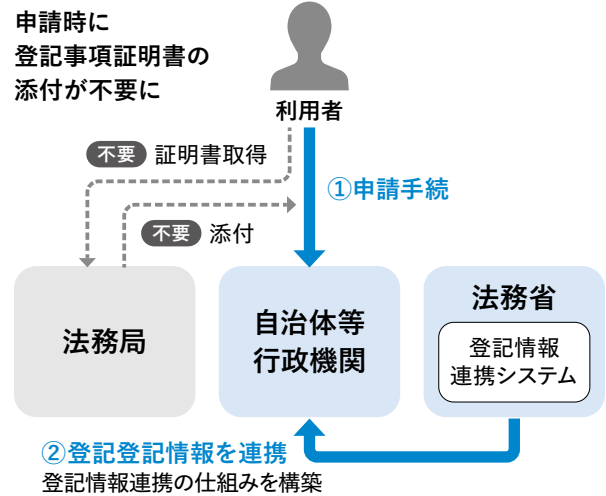 申請時に
登記事項証明書の
添付が不要に
利用者
不要 証明書取得
①申請手続
不要 添付
法務局
自治体等
行政機関
法務省
登記情報
連携システム
②登記登記情報を連携
登記情報連携の仕組みを構築